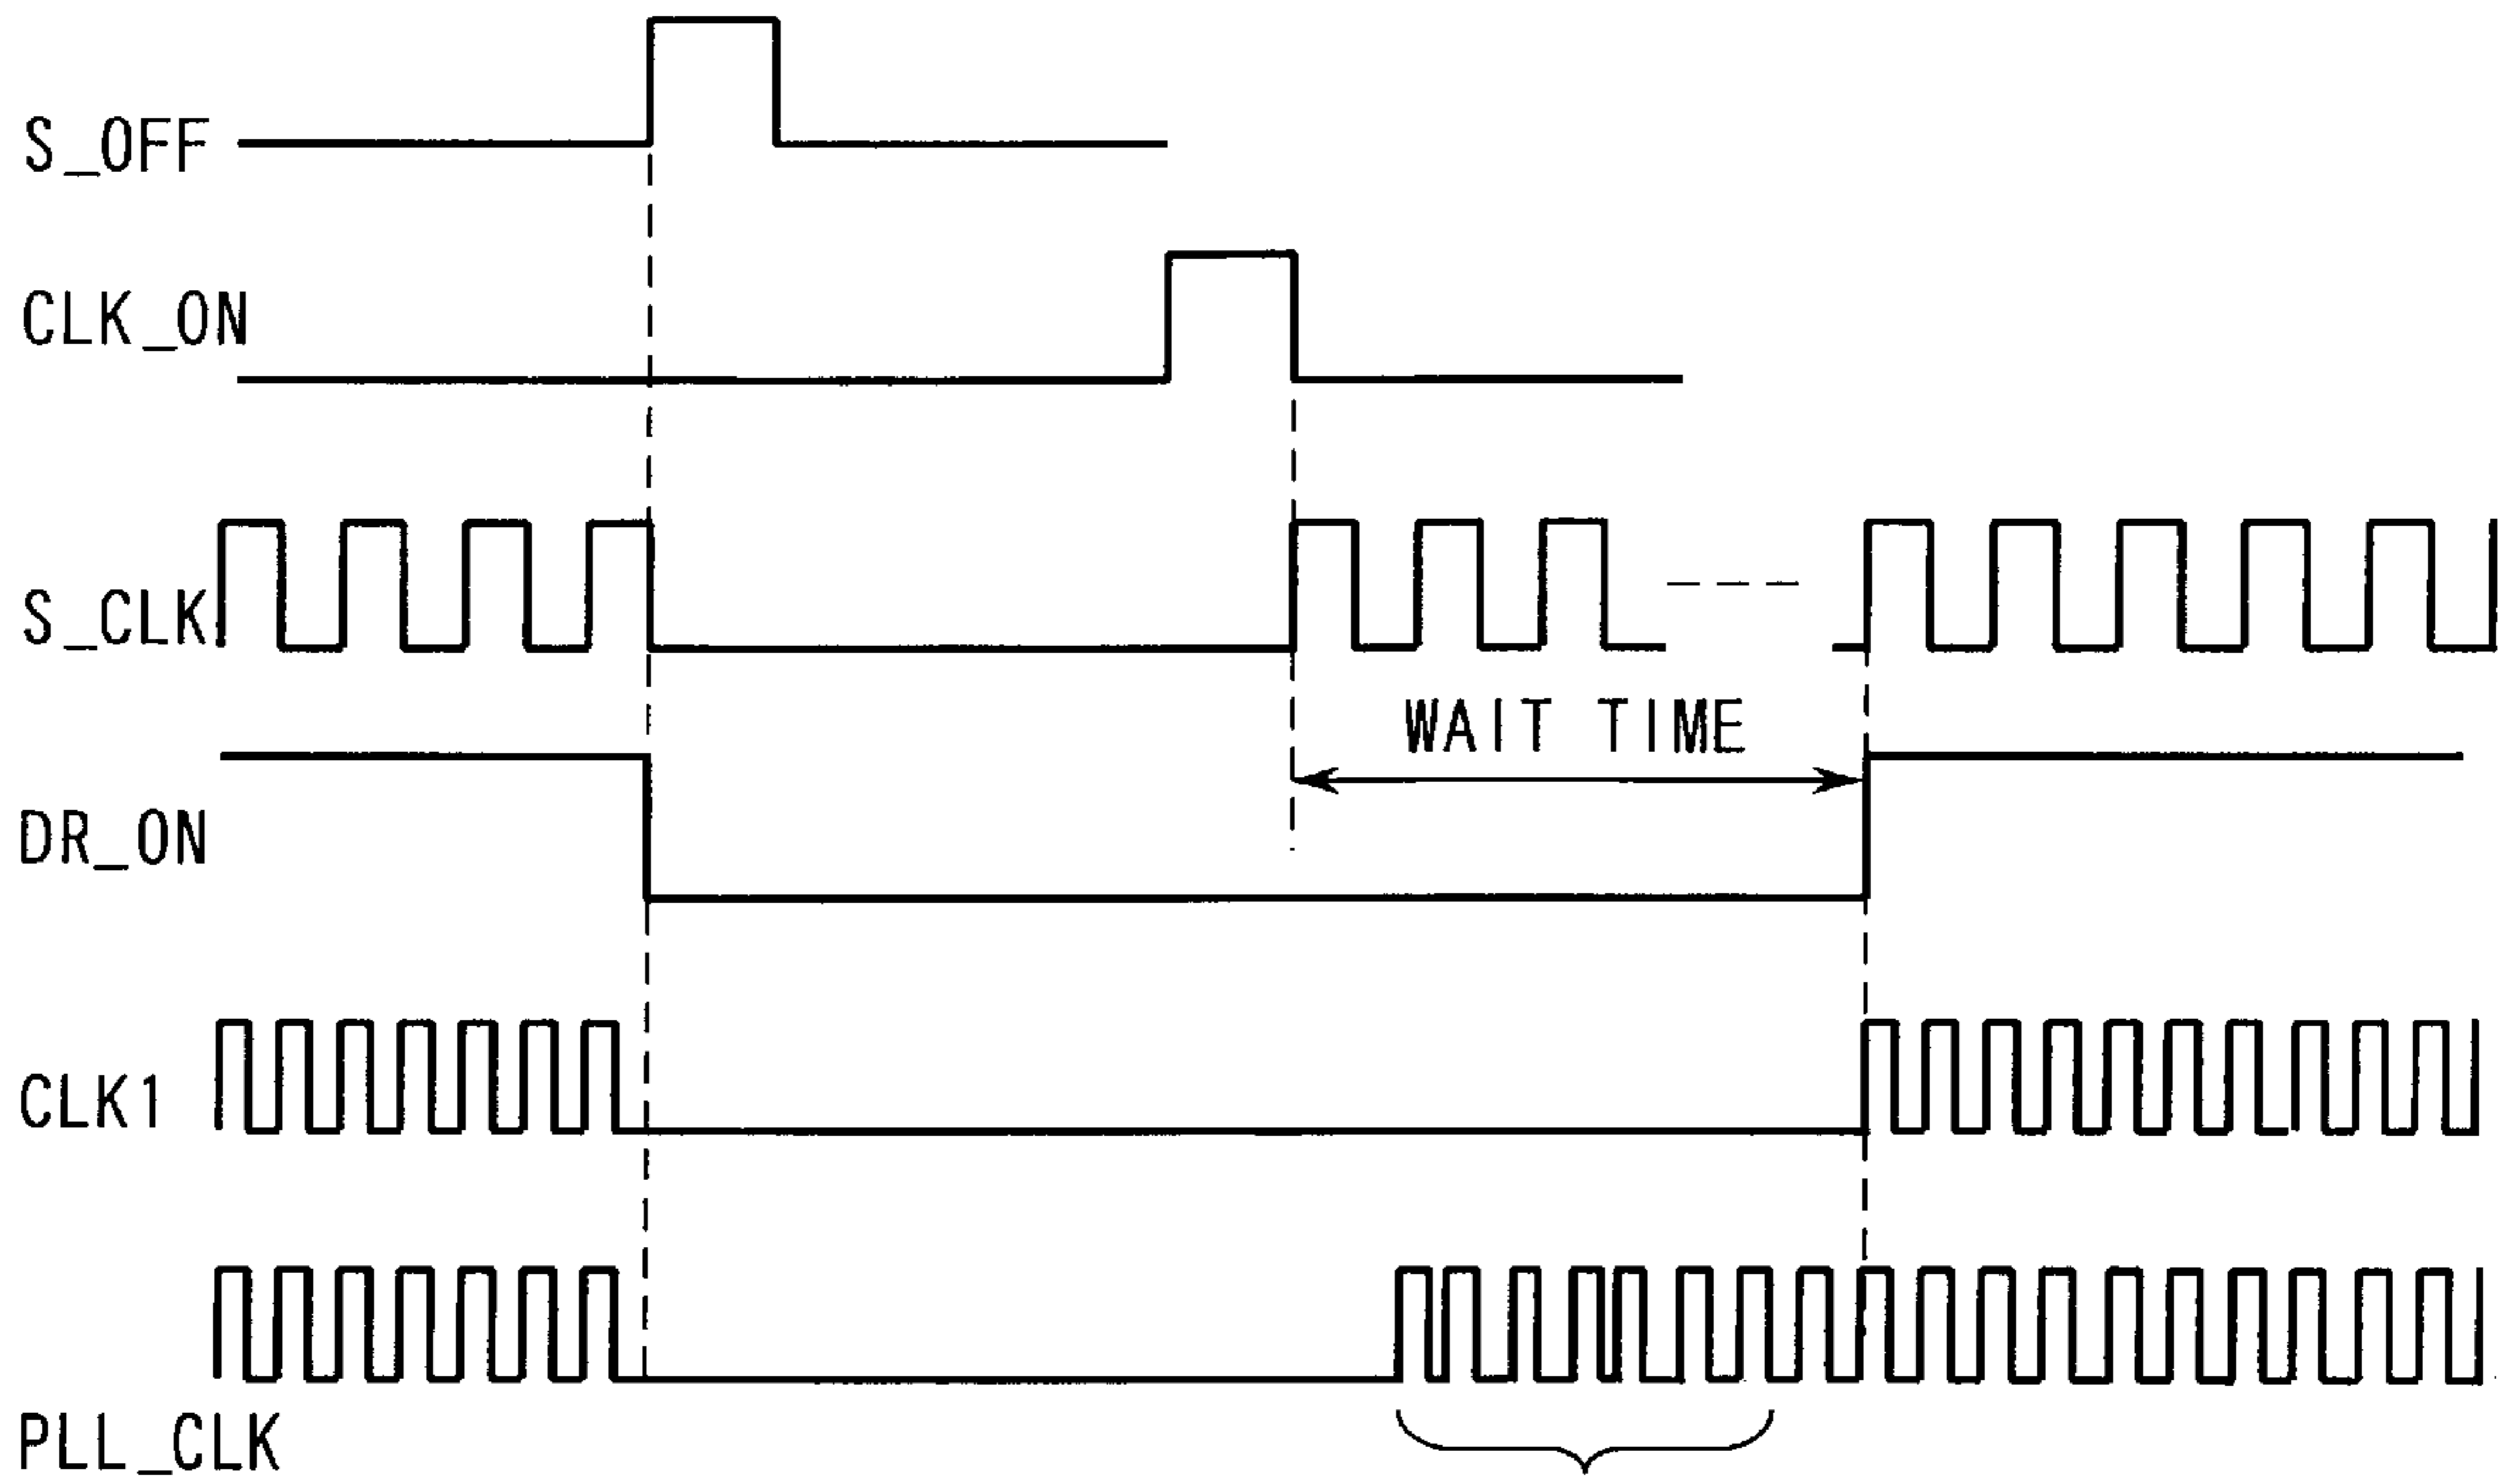 S_OFF
CLK_ON
S_CLK
WAIT TIME
DR_ON
CLK1
PLL_CLK